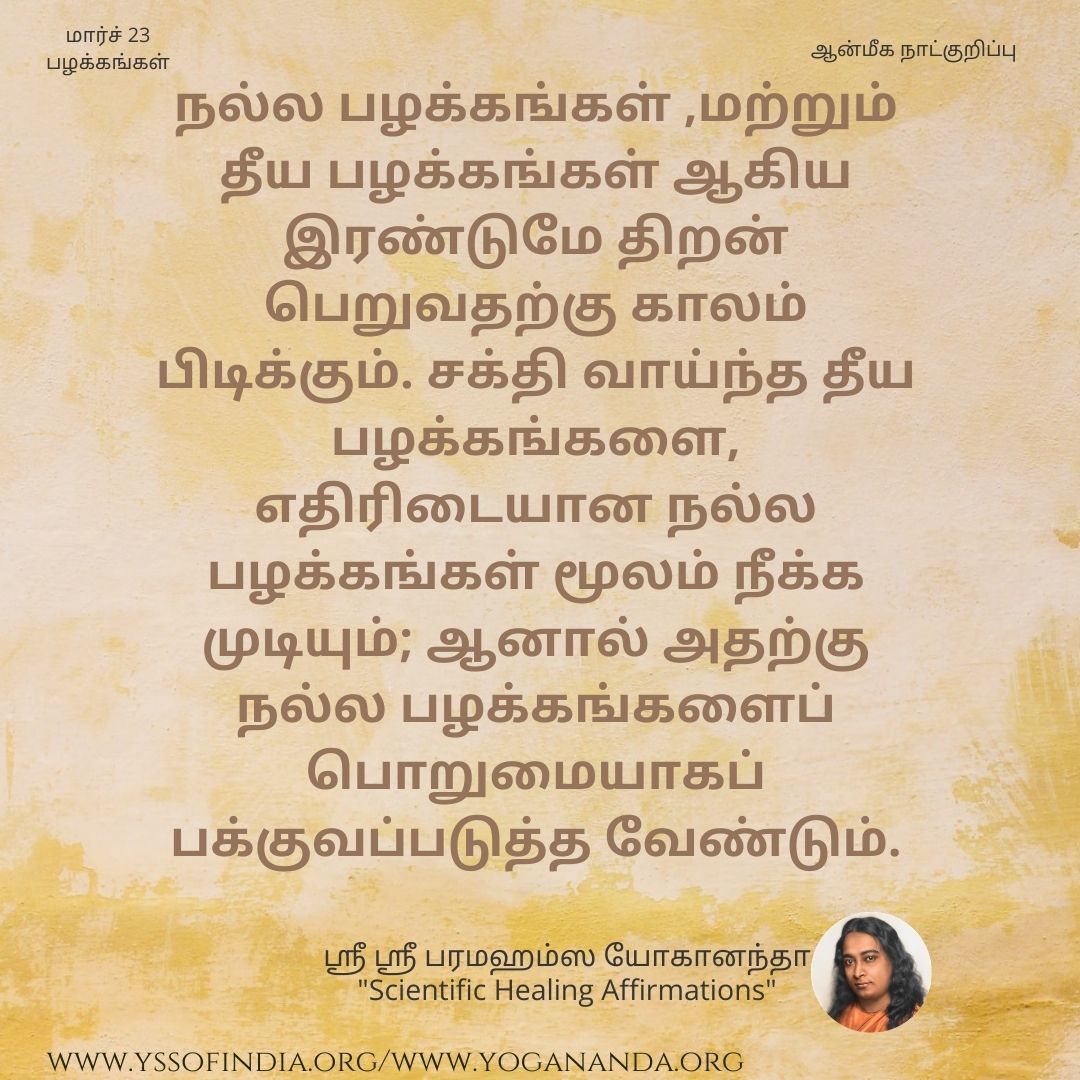 மார்ச் 23
பழக்கங்கள்
ஆன்மீக நாட்குறிப்பு
நல்ல பழக்கங்கள் ,மற்றும்
தீய பழக்கங்கள் ஆகிய
இரண்டுமே திறன்
பெறுவதற்கு காலம்
பிடிக்கும். சக்தி வாய்ந்த தீய
பழக்கங்களை,
எதிரிடையான நல்ல
பழக்கங்கள் மூலம் நீக்க
முடியும்; ஆனால் அதற்கு
நல்ல பழக்கங்களைப்
பொறுமையாகப்
பக்குவப்படுத்த வேண்டும்.
ஸ்ரீ ஸ்ரீ பரமஹம்ஸ யோகானந்தா
"Scientific Healing Affirmations"
WWW.YSSOFINDIA.ORG/WWW.YOGANANDA.ORG